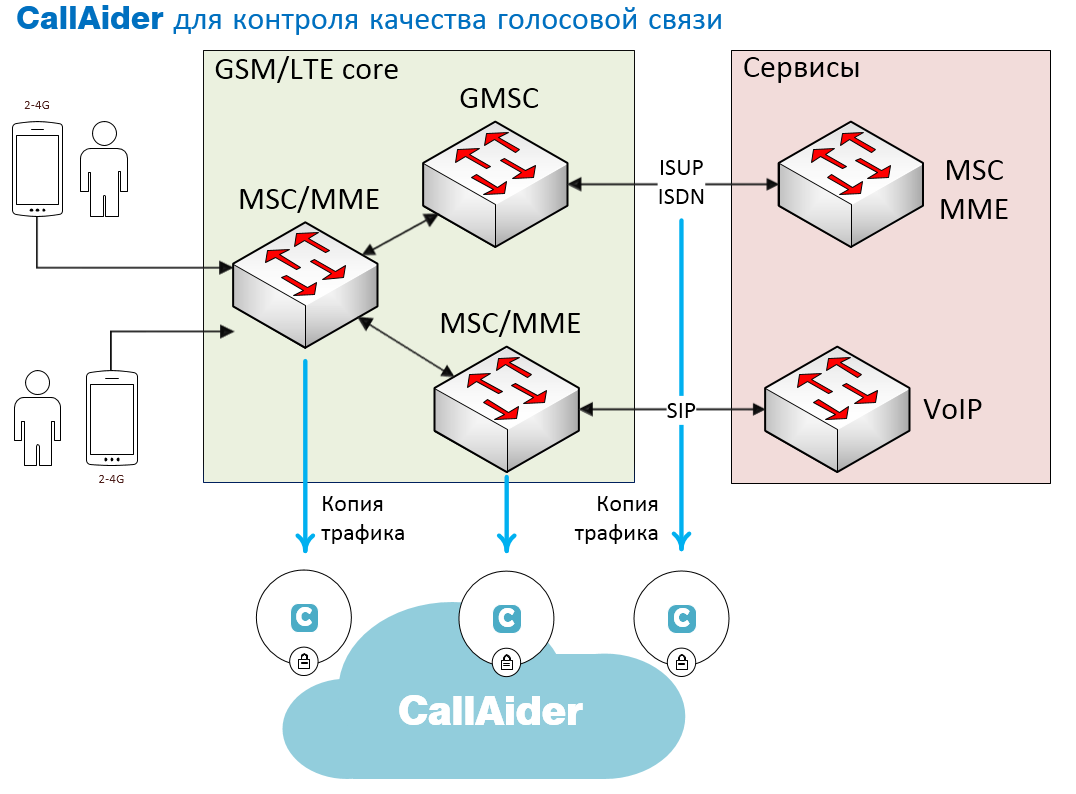 CallAider для контроля качества голосовой связи
GSM/LTE core
Сервисы
2-4G
GMSC
MSC/MME
ISUP
ISDN
MSC
MME
MSC/MME
SIP
VoIP
2-4G
Копия
трафика
Копия
трафика
C
C
C
CallAider